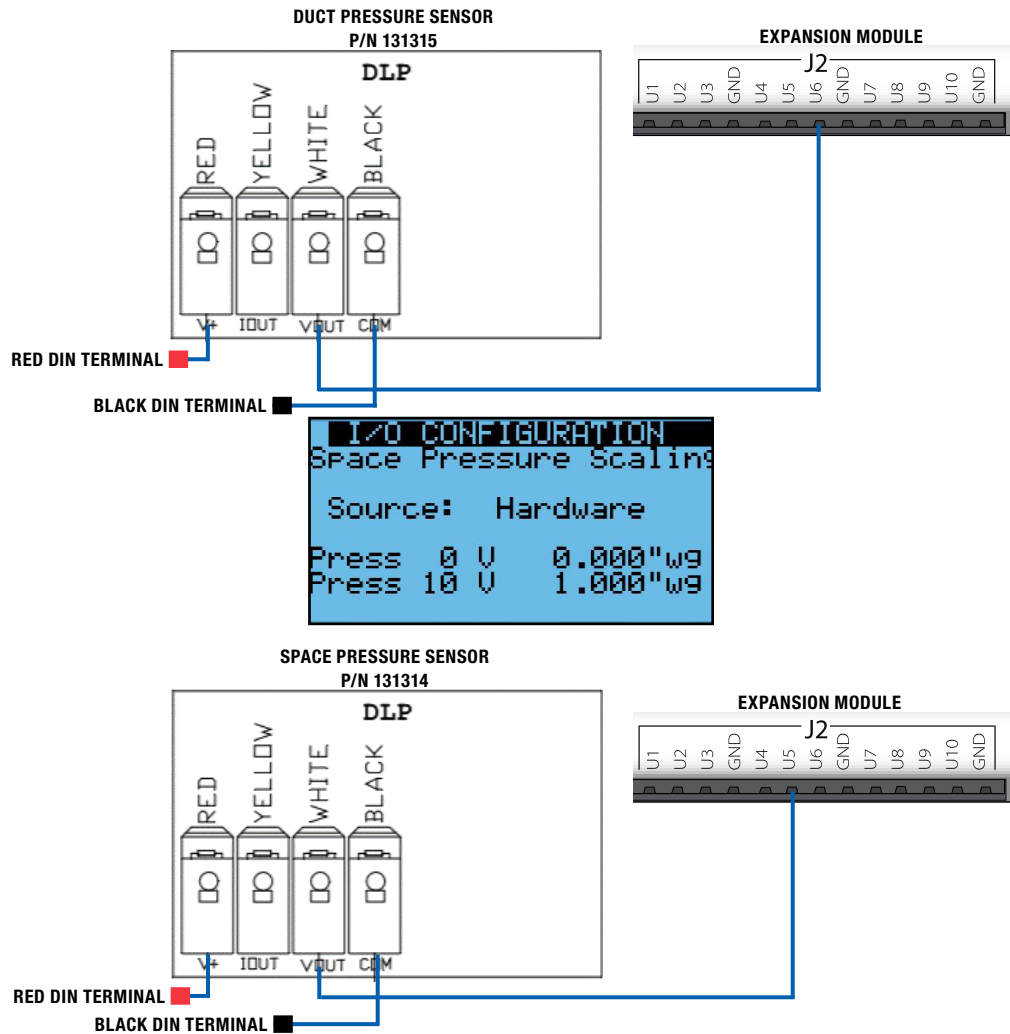 DUCT PRESSURE SENSOR
P/N 131315
DLP
RED
YELLOW
WHITE
BLACK
V+
IOUT
VOUT
COM
RED DIN TERMINAL
BLACK DIN TERMINAL
EXPANSION MODULE
J2
U1
U2
U3
GND
U4
U5
U6
GND
U7
U8
U9
U10
GND
I/O CONFIGURATION
Space Pressure Scaling
Source: Hardware
Press 0 V 0.000"wg
Press 10 V 1.000"wg
SPACE PRESSURE SENSOR
P/N 131314
DLP
RED
YELLOW
WHITE
BLACK
V+
IOUT
VOUT
COM
RED DIN TERMINAL
BLACK DIN TERMINAL
EXPANSION MODULE
J2
U1
U2
U3
GND
U4
U5
U6
GND
U7
U8
U9
U10
GND